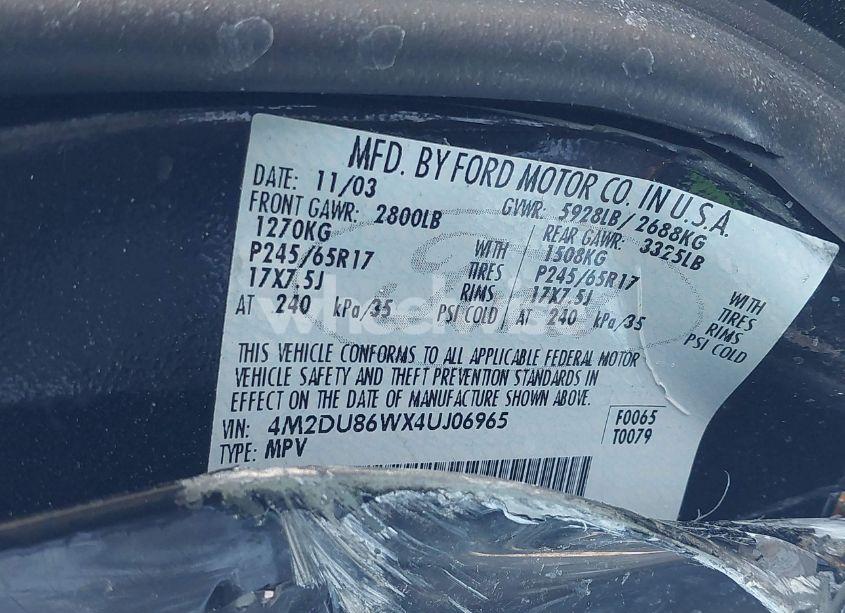 MFD. BY FORD MOTOR CO. IN U.S.A.
DATE: 11/03 GVWR: 5928LB/2688KG
FRONT GAWR: 2800LB REAR GAWR: 3325LB
1270KG WITH 1508KG WITH
P245/65R17 TIRES P245/65R17 TIRES
17X7.5J RIMS 17X7.5J RIMS
AT 240 kPa/35 PSI COLD AT 240 kPa/35 PSI COLD
THIS VEHICLE CONFORMS TO ALL APPLICABLE FEDERAL MOTOR
VEHICLE SAFETY AND THEFT PREVENTION STANDARDS IN
EFFECT ON THE DATE OF MANUFACTURE SHOWN ABOVE.
VIN: 4M2DU86WX4UJ06965 F0065
TYPE: MPV T0079